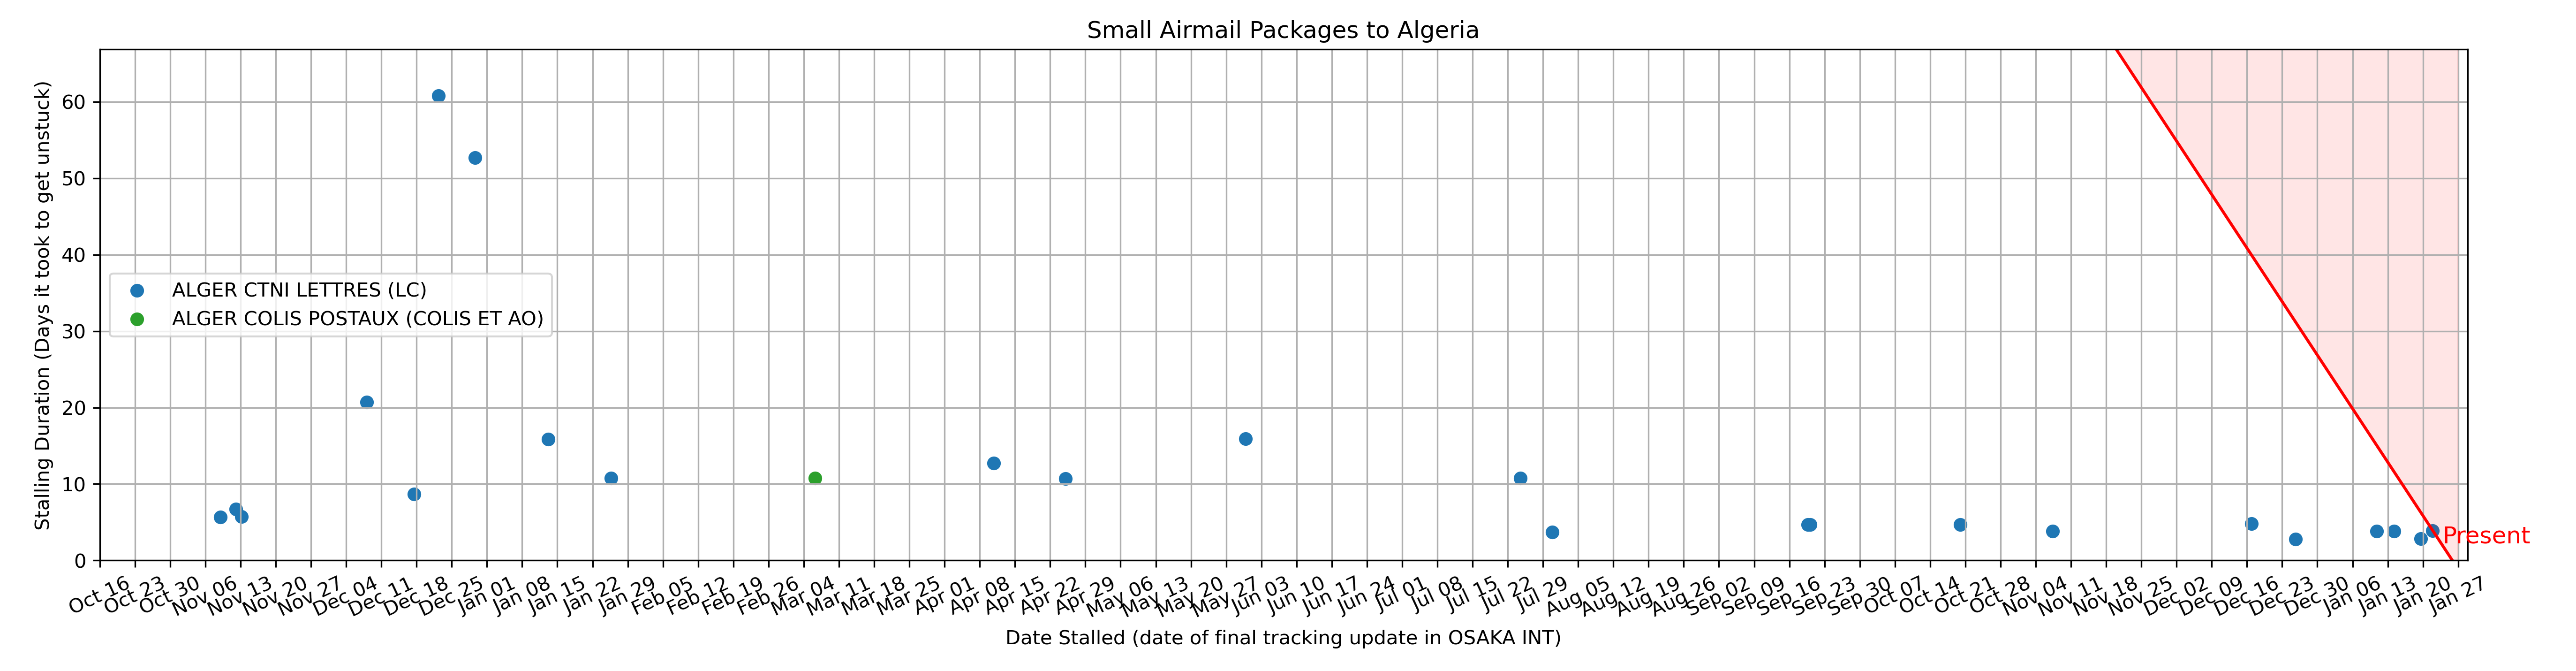 Small Airmail Packages to Algeria
Stalling Duration (Days it took to get unstuck)
60
50
40
30
20
10
0
ALGER CTNI LETTRES (LC)
ALGER COLIS POSTAUX (COLIS ET AO)
Present
Oct 16
Oct 23
Oct 30
Nov 06
Nov 13
Nov 20
Nov 27
Dec 04
Dec 11
Dec 18
Dec 25
Jan 01
Jan 08
Jan 15
Jan 22
Jan 29
Feb 05
Feb 12
Feb 19
Feb 26
Mar 04
Mar 11
Mar 18
Mar 25
Apr 01
Apr 08
Apr 15
Apr 22
Apr 29
May 06
May 13
May 20
May 27
Jun 03
Jun 10
Jun 17
Jun 24
Jul 01
Jul 08
Jul 15
Jul 22
Jul 29
Aug 05
Aug 12
Aug 19
Aug 26
Sep 02
Sep 09
Sep 16
Sep 23
Sep 30
Oct 07
Oct 14
Oct 21
Oct 28
Nov 04
Nov 11
Nov 18
Nov 25
Dec 02
Dec 09
Dec 16
Dec 23
Dec 30
Jan 06
Jan 13
Jan 20
Jan 27
Date Stalled (date of final tracking update in OSAKA INT)